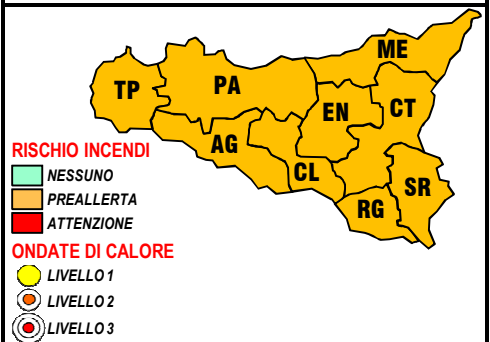 ME
TP
PA
EN
CT
AG
CL
SR
RG
RISCHIO INCENDI
NESSUNO
PREALLERTA
ATTENZIONE
ONDATE DI CALORE
LIVELLO 1
LIVELLO 2
LIVELLO 3